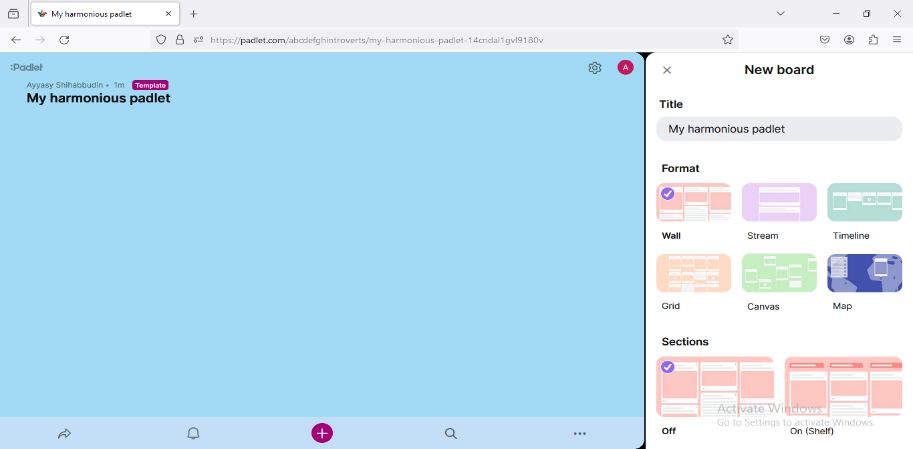 My harmonious padlet
https://padlet.com/abcdefghintroverts/my-harmonious-padlet-14cndal1gvl9180v
:Padlet
A
Ayyasy Shihabbudin • 1m Template
My harmonious padlet
New board
Title
My harmonious padlet
Format
Wall Stream Timeline
Grid Canvas Map
Sections
Off On (Shelf)
Activate Windows
Go to Settings to activate Windows.